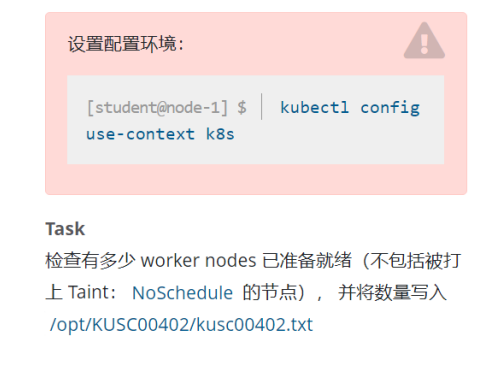 设置配置环境：
[student@node-1] $ | kubectl config
use-context k8s
Task
检查有多少 worker nodes 已准备就绪（不包括被打
上 Taint： NoSchedule 的节点）， 并将数量写入
/opt/KUSC00402/kusc00402.txt